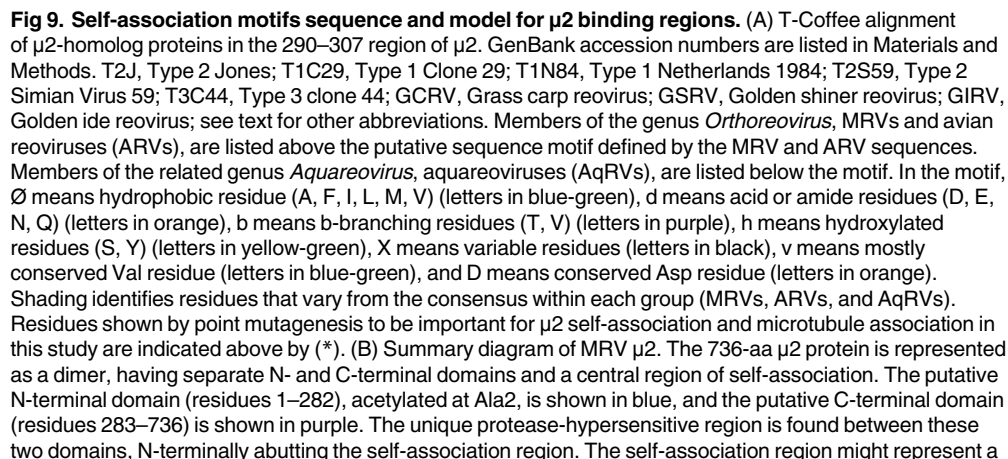 Fig 9. Self-association motifs sequence and model for μ2 binding regions. (A) T-Coffee alignment
of μ2-homolog proteins in the 290–307 region of μ2. GenBank accession numbers are listed in Materials and
Methods. T2J, Type 2 Jones; T1C29, Type 1 Clone 29; T1N84, Type 1 Netherlands 1984; T2S59, Type 2
Simian Virus 59; T3C44, Type 3 clone 44; GCRV, Grass carp reovirus; GSRV, Golden shiner reovirus; GIRV,
Golden ide reovirus; see text for other abbreviations. Members of the genus Orthoreovirus, MRVs and avian
reoviruses (ARVs), are listed above the putative sequence motif defined by the MRV and ARV sequences.
Members of the related genus Aquareovirus, aquareoviruses (AqRVs), are listed below the motif. In the motif,
Ø means hydrophobic residue (A, F, I, L, M, V) (letters in blue-green), d means acid or amide residues (D, E,
N, Q) (letters in orange), b means b-branching residues (T, V) (letters in purple), h means hydroxylated
residues (S, Y) (letters in yellow-green), X means variable residues (letters in black), v means mostly
conserved Val residue (letters in blue-green), and D means conserved Asp residue (letters in orange).
Shading identifies residues that vary from the consensus within each group (MRVs, ARVs, and AqRVs).
Residues shown by point mutagenesis to be important for μ2 self-association and microtubule association in
this study are indicated above by (*). (B) Summary diagram of MRV μ2. The 736-aa μ2 protein is represented
as a dimer, having separate N- and C-terminal domains and a central region of self-association. The putative
N-terminal domain (residues 1–282), acetylated at Ala2, is shown in blue, and the putative C-terminal domain
(residues 283–736) is shown in purple. The unique protease-hypersensitive region is found between these
two domains, N-terminally abutting the self-association region. The self-association region might represent a